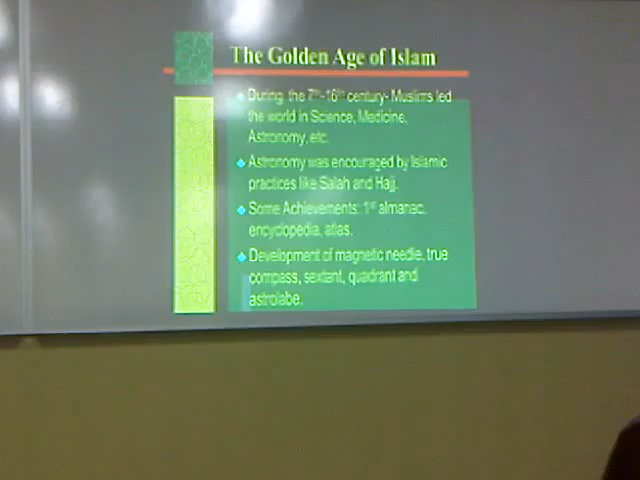 The Golden Age of Islam
During the 7th-16th century- Muslims led
the world in Science, Medicine,
Astronomy, etc.
Astronomy was encouraged by Islamic
practices like Salah and Hajj.
Some Achievements: 1st almanac,
encyclopedia, atlas.
Development of magnetic needle, true
compass, sextant, quadrant and
astrolabe.